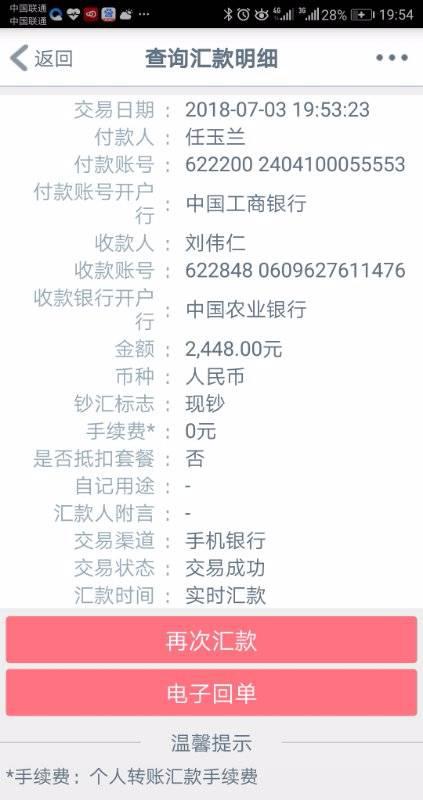 中国联通
中国联通
4G
3G
28%
19:54
返回
查询汇款明细
交易日期： 2018-07-03 19:53:23
付款人： 任玉兰
付款账号： 622200 2404100055553
付款账号开户
行： 中国工商银行
收款人： 刘伟仁
收款账号： 622848 0609627611476
收款银行开户
行： 中国农业银行
金额： 2,448.00元
币种： 人民币
钞汇标志： 现钞
手续费*： 0元
是否抵扣套餐： 否
自记用途： -
汇款人附言： -
交易渠道： 手机银行
交易状态： 交易成功
汇款时间： 实时汇款
再次汇款
电子回单
温馨提示
*手续费：个人转账汇款手续费